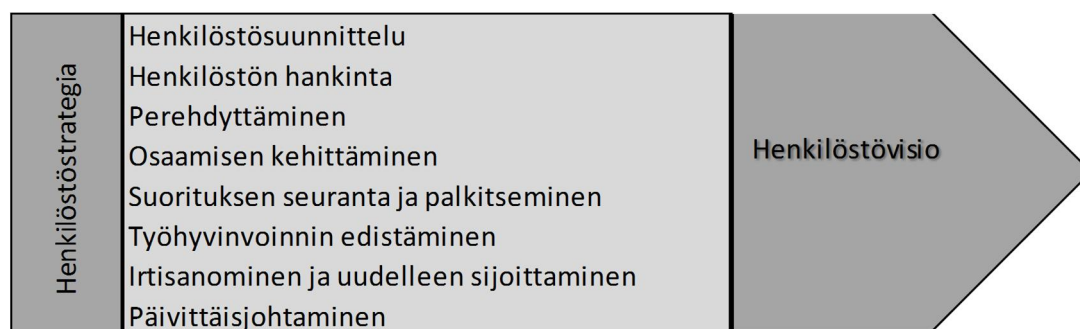 Henkilöstöstrategia
Henkilöstösuunnittelu
Henkilöstön hankinta
Perehdyttäminen
Osaamisen kehittäminen
Suorituksen seuranta ja palkitseminen
Työhyvinvoinnin edistäminen
Irtisanominen ja uudelleen sijoittaminen
Päivittäisjohtaminen
Henkilöstövisio